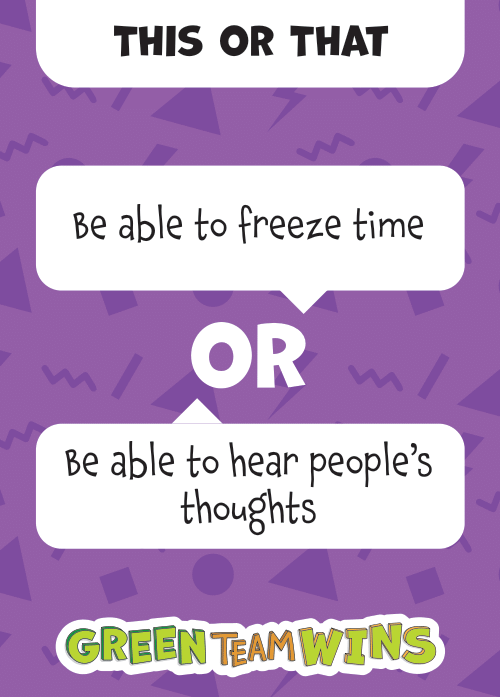 THIS OR THAT
Be able to freeze time
OR
Be able to hear people's
thoughts
GREEN TEAM WINS